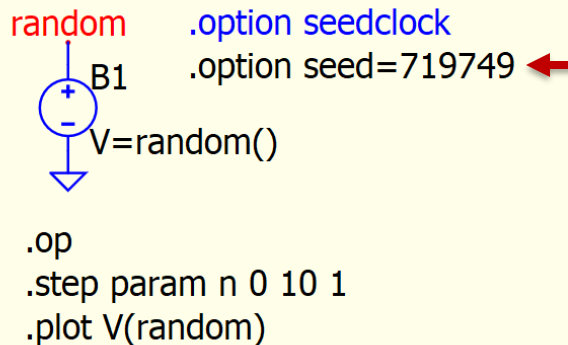 random
.option seedclock
.option seed=719749
B1
V=random()
.op
.step param n 0 10 1
.plot V(random)